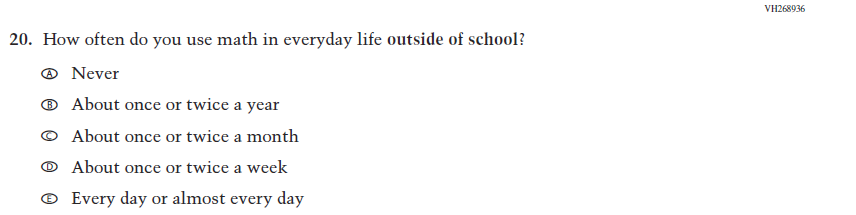 VH268936
20. How often do you use math in everyday life outside of school?
Ⓐ Never
Ⓑ About once or twice a year
Ⓒ About once or twice a month
Ⓓ About once or twice a week
Ⓔ Every day or almost every day